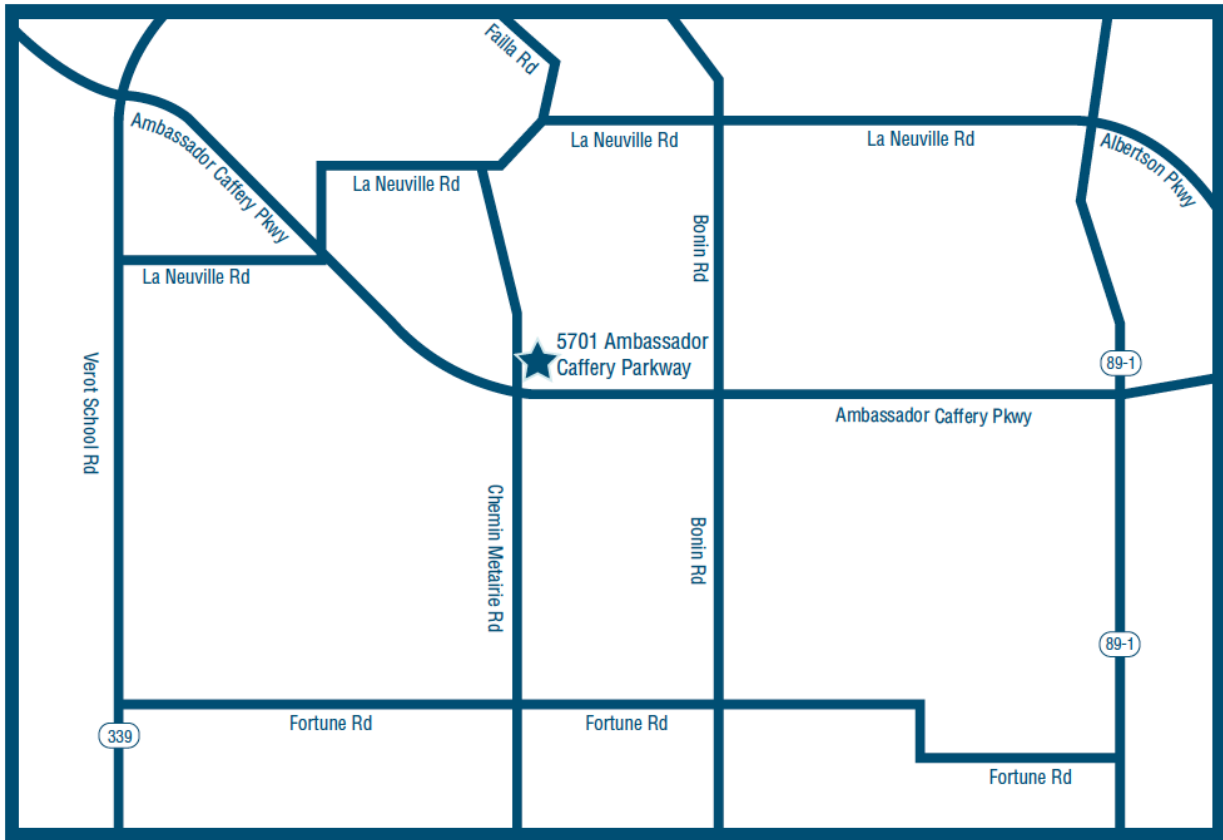 Failla Rd
Ambassador Caffery Pkwy
La Neuville Rd
La Neuville Rd
Albertson Pkwy
La Neuville Rd
Bonin Rd
La Neuville Rd
5701 Ambassador
Caffery Parkway
Verot School Rd
89-1
Ambassador Caffery Pkwy
Chemin Metairie Rd
Bonin Rd
89-1
Fortune Rd
Fortune Rd
339
Fortune Rd